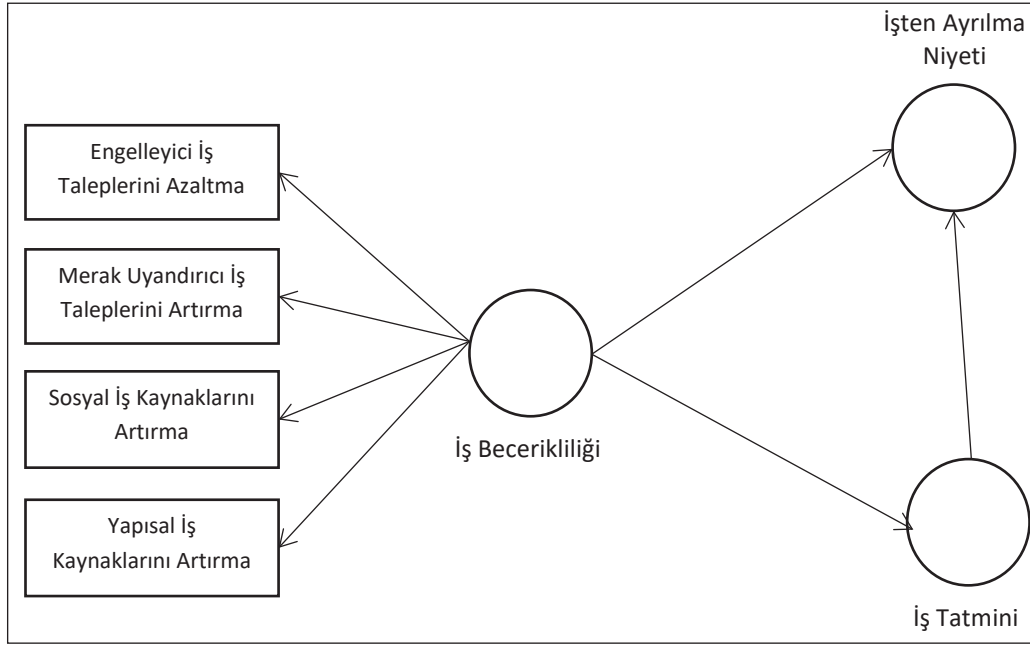 İşten Ayrılma
Niyeti
Engelleyici İş
Taleplerini Azaltma
Merak Uyandırıcı İş
Taleplerini Artırma
Sosyal İş Kaynaklarını
Artırma
Yapısal İş
Kaynaklarını Artırma
İş Becerikliliği
İş Tatmini